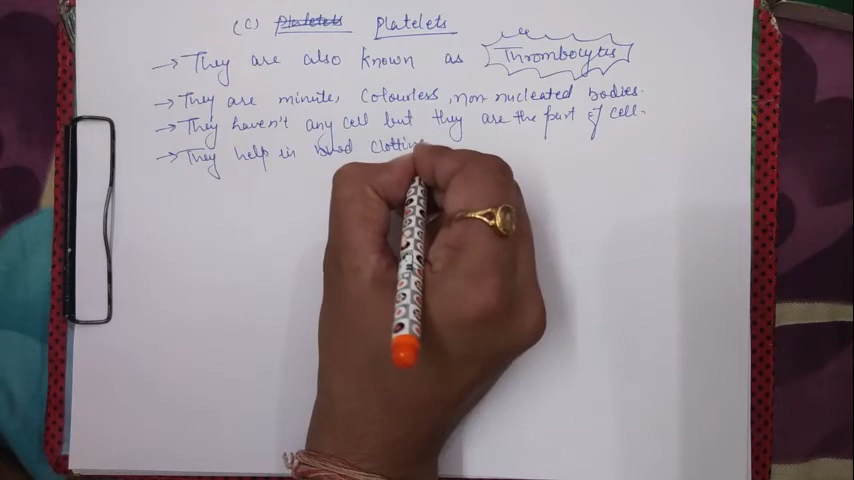 (C) Platelets Platelets
→ They are also known as Thrombocytes
→ They are minute, Colourless, non-nucleated bodies.
→ They haven't any cell but they are the part of cell.
→ They help in blood clotting